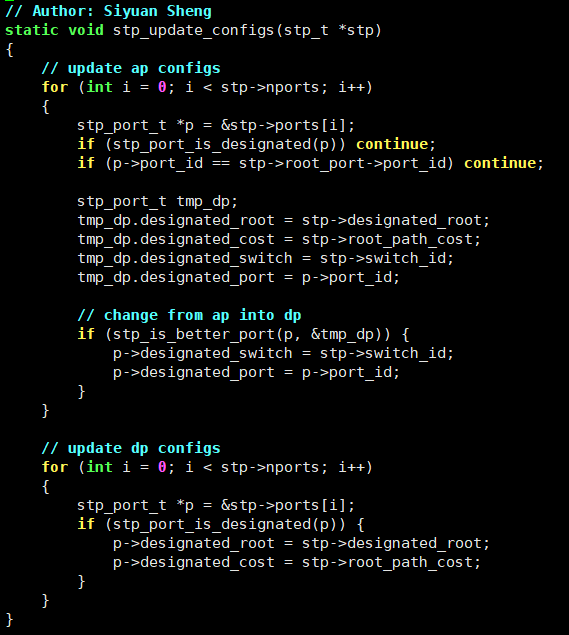 // Author: Siyuan Sheng
static void stp_update_configs(stp_t *stp)
{
    // update ap configs
    for (int i = 0; i < stp->nports; i++)
    {
        stp_port_t *p = &stp->ports[i];
        if (stp_port_is_designated(p)) continue;
        if (p->port_id == stp->root_port->port_id) continue;

        stp_port_t tmp_dp;
        tmp_dp.designated_root = stp->designated_root;
        tmp_dp.designated_cost = stp->root_path_cost;
        tmp_dp.designated_switch = stp->switch_id;
        tmp_dp.designated_port = p->port_id;

        // change from ap into dp
        if (stp_is_better_port(p, &tmp_dp)) {
            p->designated_switch = stp->switch_id;
            p->designated_port = p->port_id;
        }
    }

    // update dp configs
    for (int i = 0; i < stp->nports; i++)
    {
        stp_port_t *p = &stp->ports[i];
        if (stp_port_is_designated(p)) {
            p->designated_root = stp->designated_root;
            p->designated_cost = stp->root_path_cost;
        }
    }
}